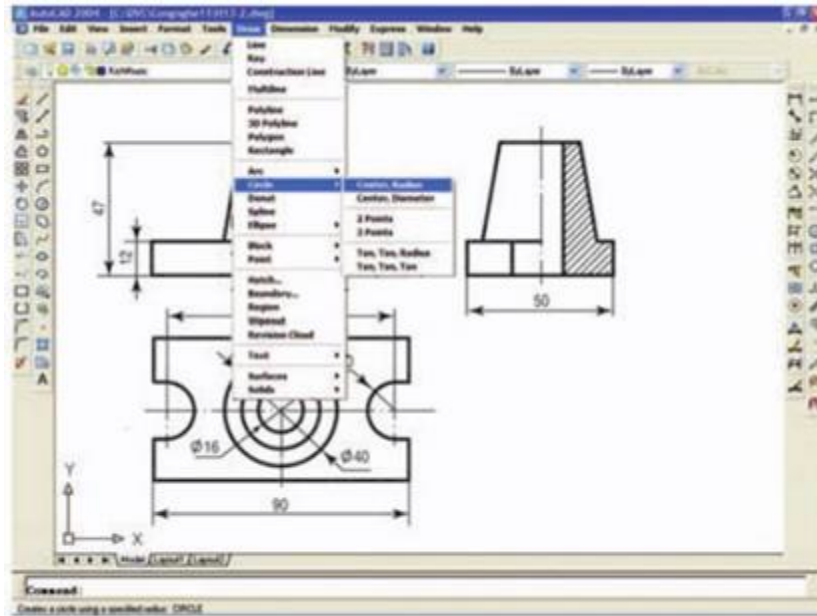 AutoCAD 2004 -
File Edit View Insert Format Tools Draw Dimension Modify Express Window Help
ByLayer ByLayer ByLayer
Line
Ray
Construction Line
Multiline
Polyline
3D Polyline
Polygon
Rectangle
Arc
Circle
Donut
Spline
Ellipse
Block
Point
Hatch...
Boundary...
Region
Wipeout
Revision Cloud
Text
Surfaces
Solids
Center, Radius
Center, Diameter
2 Points
3 Points
Tan, Tan, Radius
Tan, Tan, Tan
47
12
50
Ø16
Ø40
90
Y
X
A
Model Layout1 Layout2
Command:
Creates a circle using a specified radius: CIRCLE